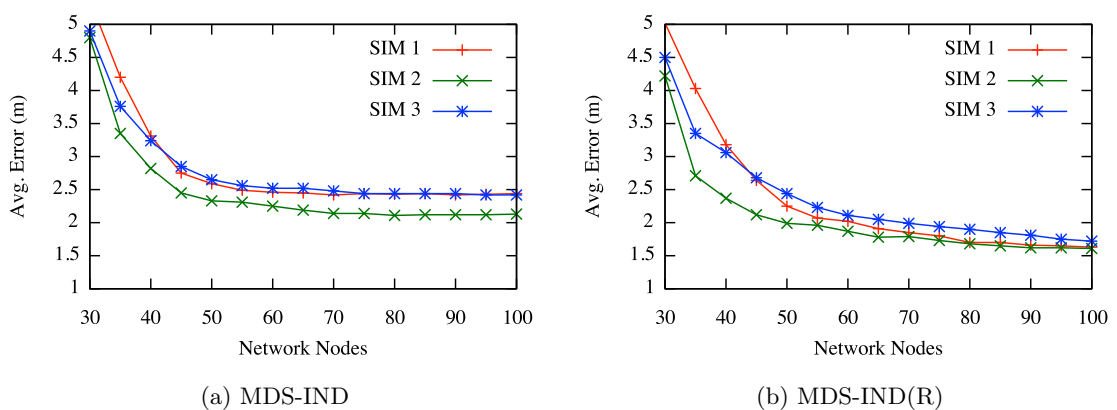 5
4.5
4
3.5
3
2.5
2
1.5
1
Avg. Error (m)
SIM 1
SIM 2
SIM 3
30 40 50 60 70 80 90 100
Network Nodes
(a) MDS-IND
5
4.5
4
3.5
3
2.5
2
1.5
1
Avg. Error (m)
SIM 1
SIM 2
SIM 3
30 40 50 60 70 80 90 100
Network Nodes
(b) MDS-IND(R)